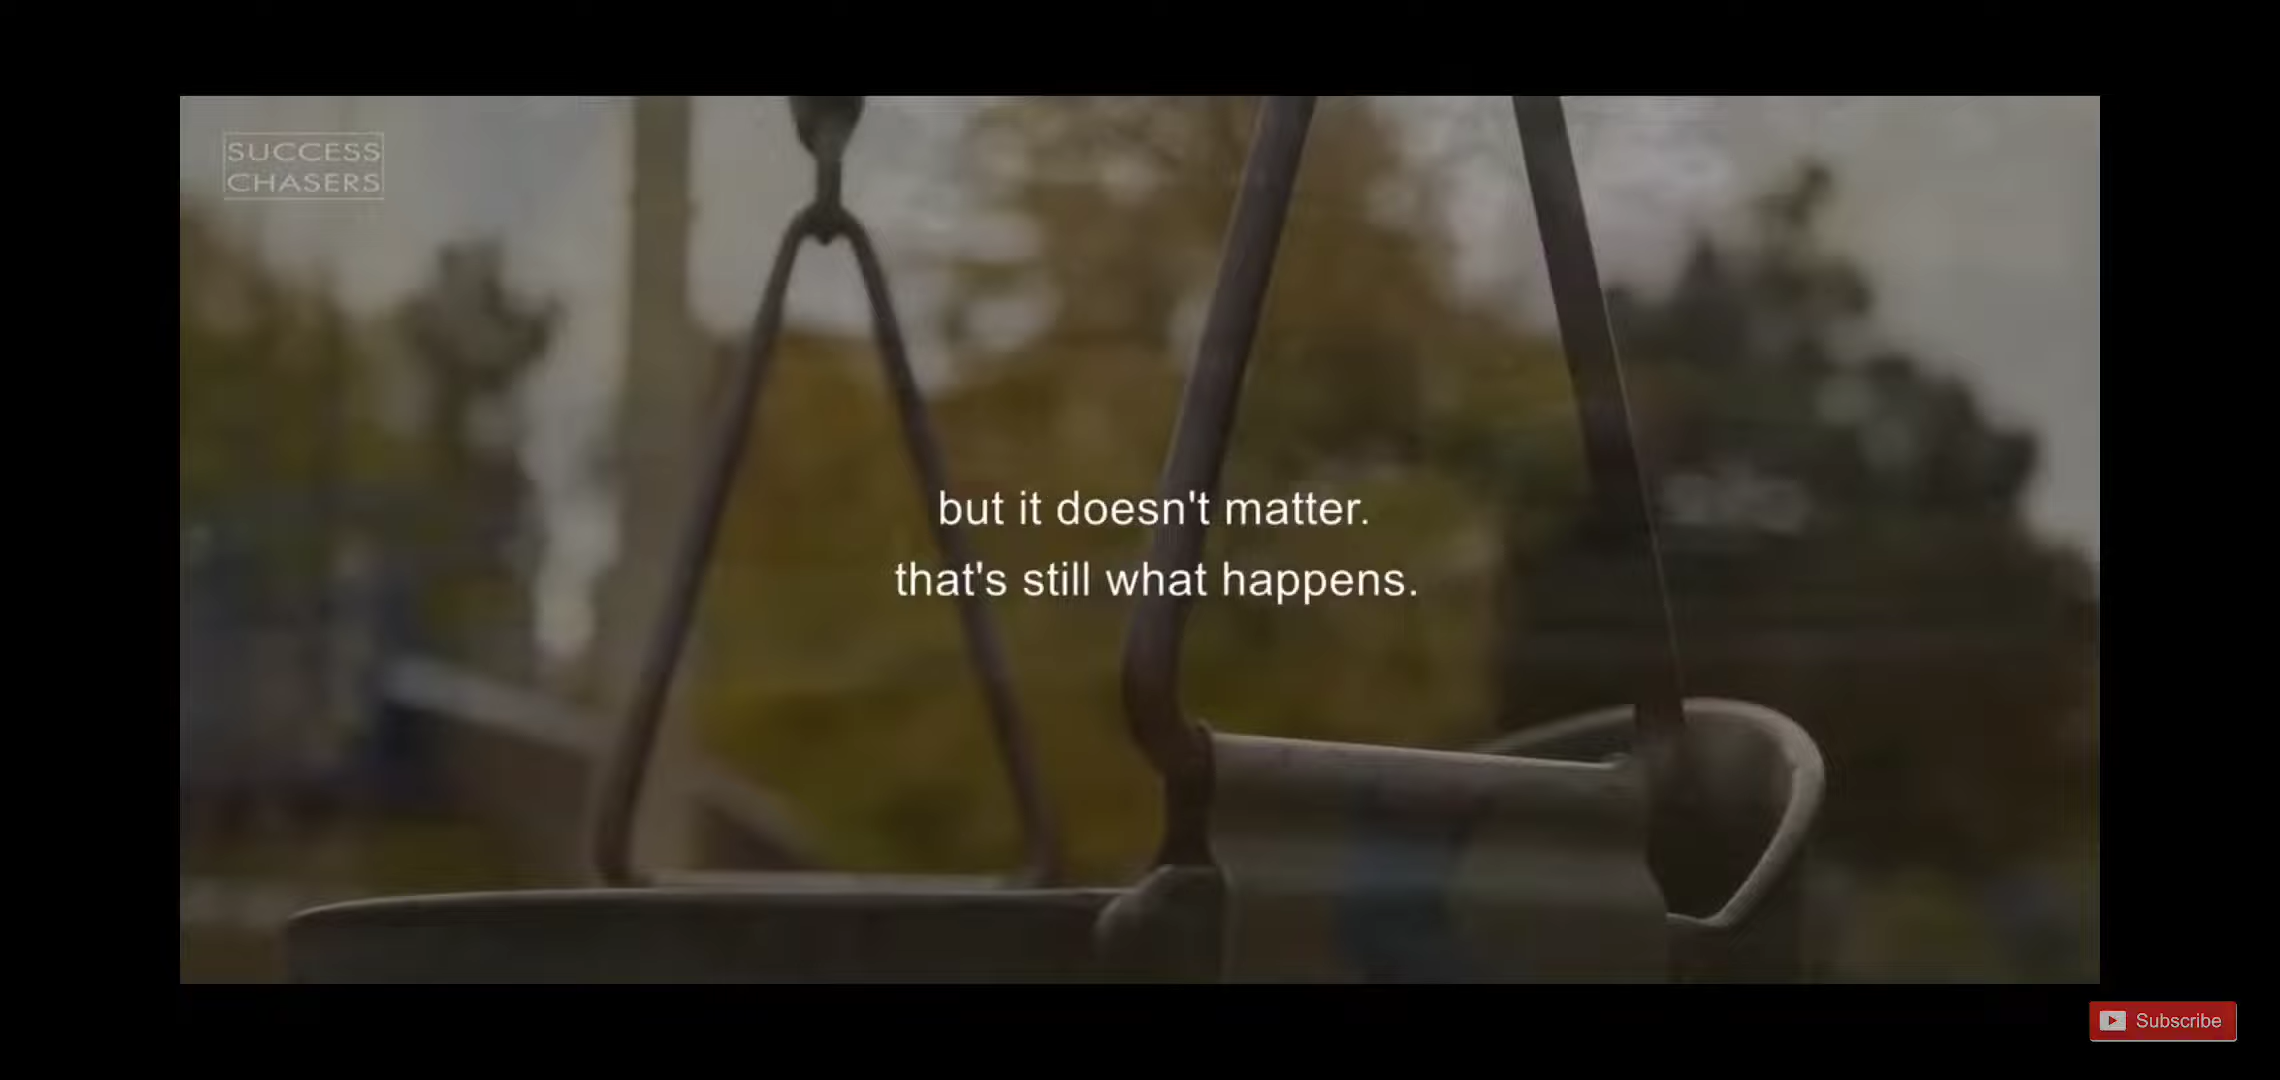 SUCCESS
CHASERS
but it doesn't matter.
that's still what happens.
Subscribe